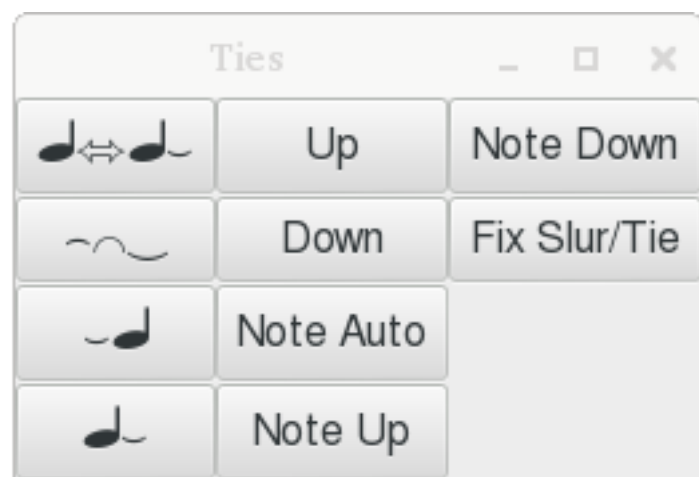 Ties
Up Note Down
Down Fix Slur/Tie
Note Auto
Note Up